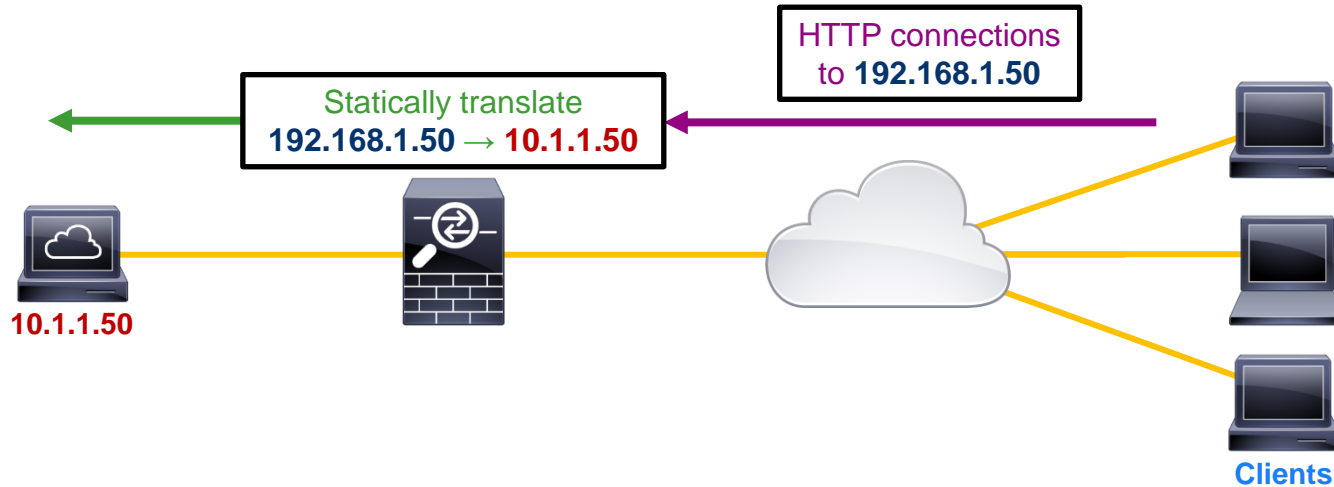 HTTP connections
to 192.168.1.50
Statically translate
192.168.1.50 → 10.1.1.50
10.1.1.50
Clients